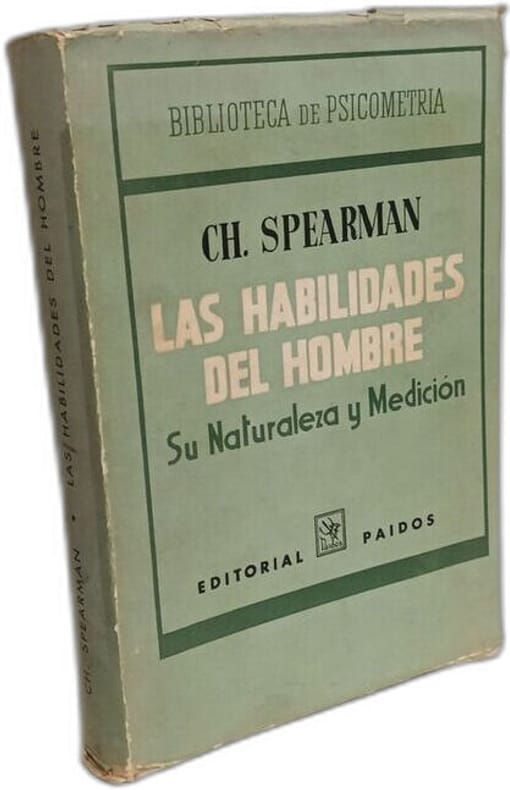 BIBLIOTECA DE PSICOMETRIA
CH. SPEARMAN
LAS HABILIDADES
DEL HOMBRE
Su Naturaleza y Medición
EDITORIAL PAIDOS
Paidós
CH. SPEARMAN • LAS HABILIDADES DEL HOMBRE